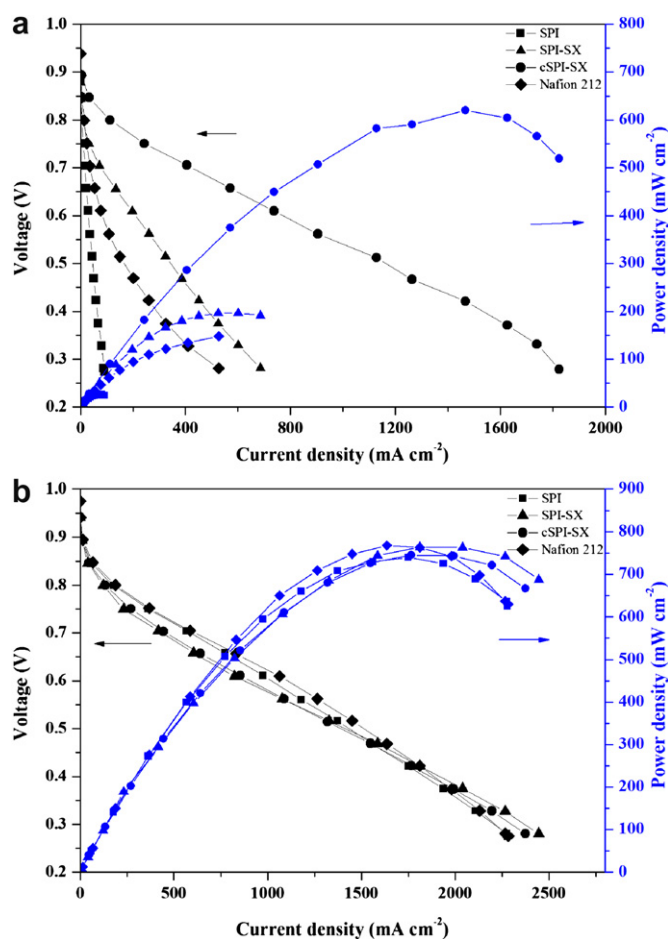 a
SPI
SPI-SX
cSPI-SX
Nafion 212
Voltage (V)
1.0
0.9
0.8
0.7
0.6
0.5
0.4
0.3
0.2
0 400 800 1200 1600 2000
Current density (mA cm-2)
800
700
600
500
400
300
200
100
0
Power density (mW cm-2)
b
SPI
SPI-SX
cSPI-SX
Nafion 212
Voltage (V)
1.0
0.9
0.8
0.7
0.6
0.5
0.4
0.3
0.2
0 500 1000 1500 2000 2500
Current density (mA cm-2)
900
800
700
600
500
400
300
200
100
0
Power density (mW cm-2)